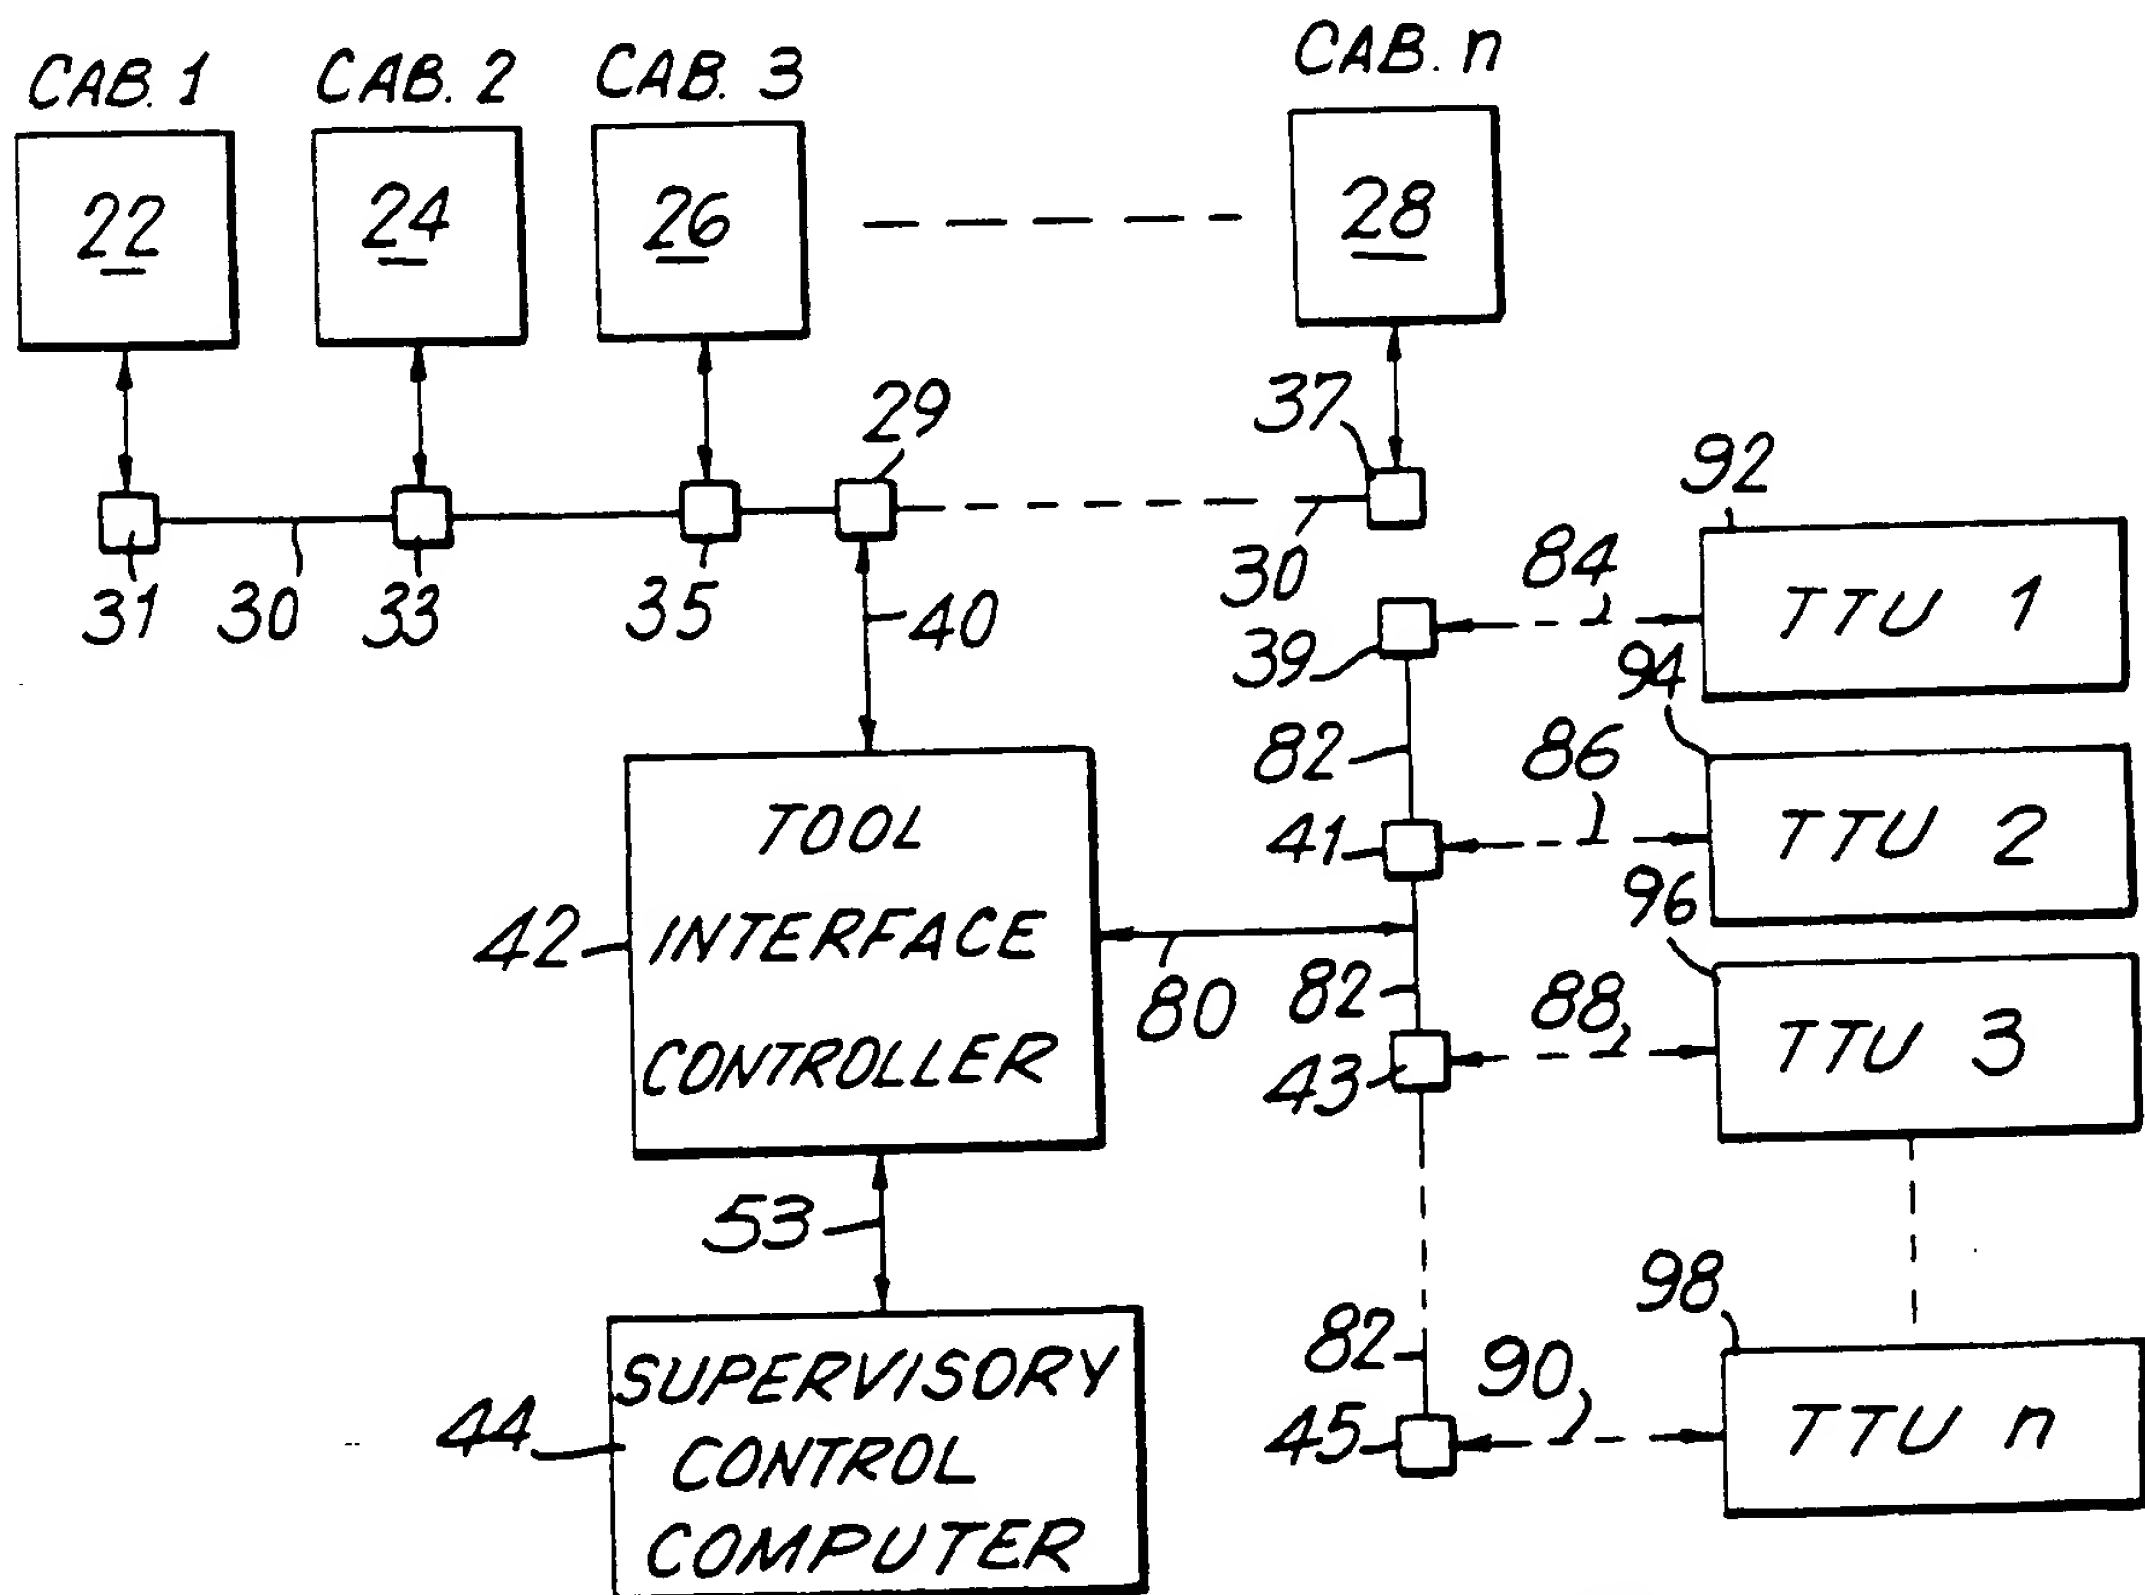 CAB. 1
CAB. 2
CAB. 3
CAB. n
22
24
26
28
29
37
31
30
33
35
40
30
39
92
84
TTU 1
94
82
86
41
TTU 2
96
42
TOOL
INTERFACE
CONTROLLER
80
82
88
43
TTU 3
53
98
82
90
45
TTU n
44
SUPERVISORY
CONTROL
COMPUTER